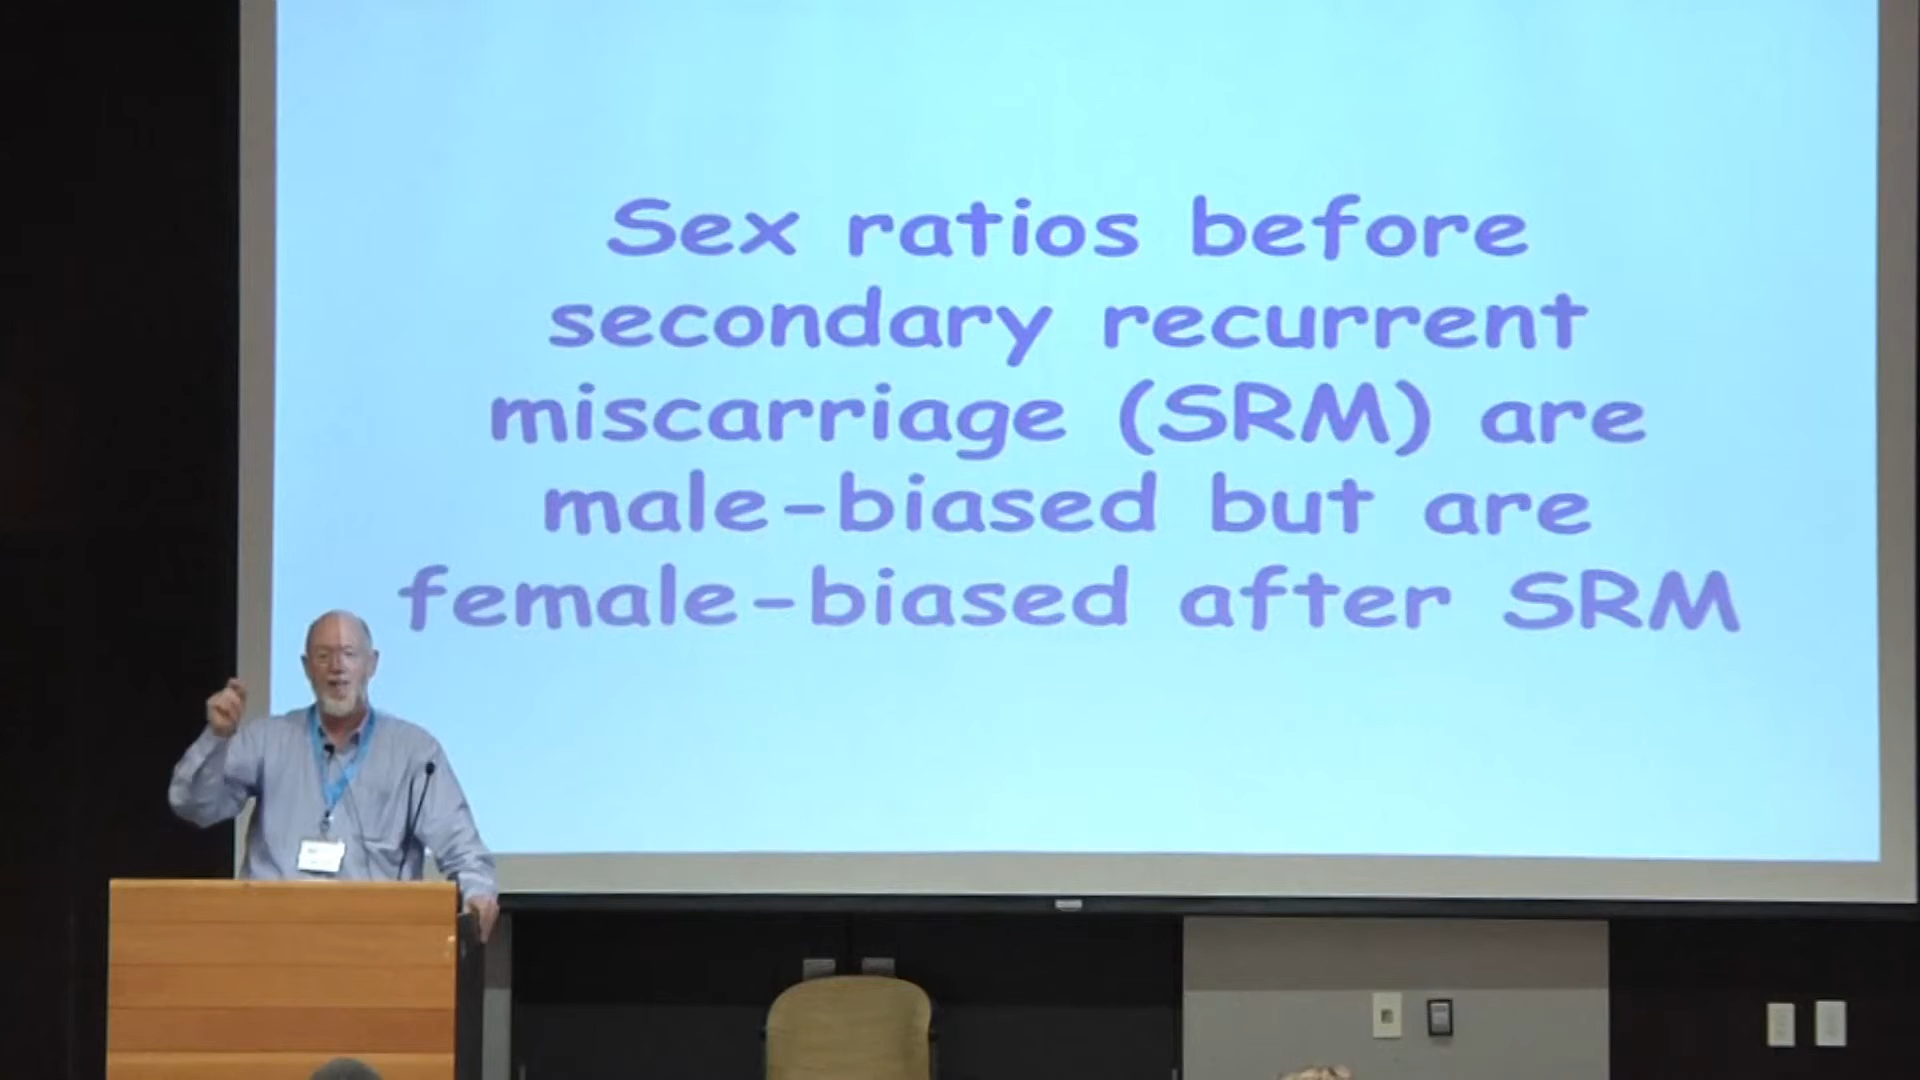 Sex ratios before
secondary recurrent
miscarriage (SRM) are
male-biased but are
female-biased after SRM